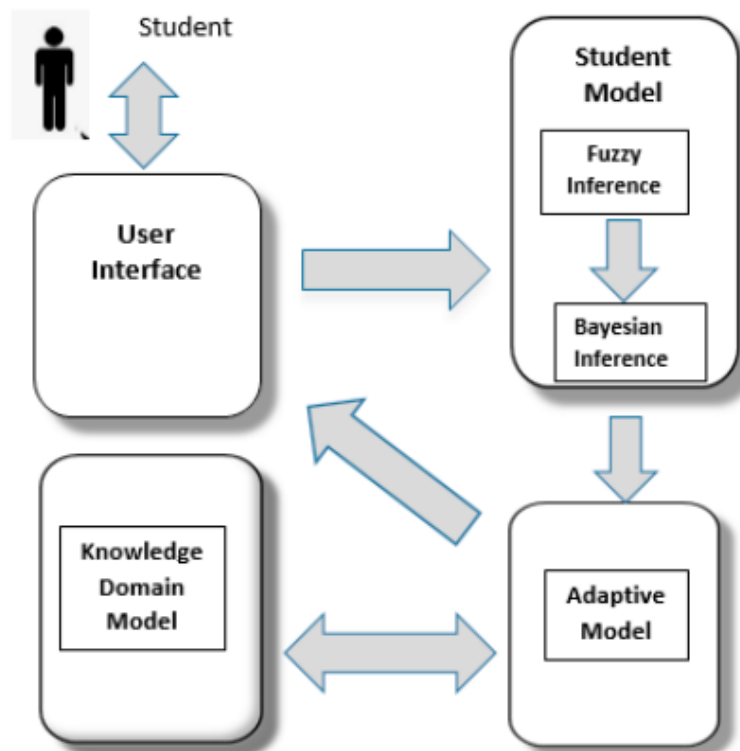 Student
Student
Model
Fuzzy
Inference
User
Interface
Bayesian
Inference
Knowledge
Domain
Model
Adaptive
Model